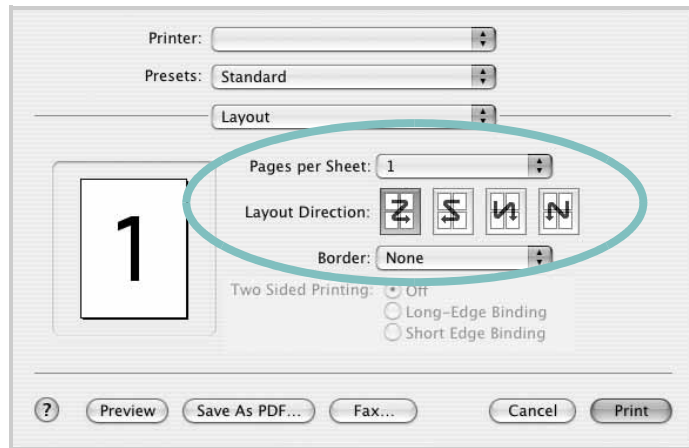 Printer:
Presets: Standard
Layout
Pages per Sheet: 1
1
Layout Direction:
Border: None
Two Sided Printing: Off
Long-Edge Binding
Short Edge Binding
? Preview Save As PDF... Fax... Cancel Print